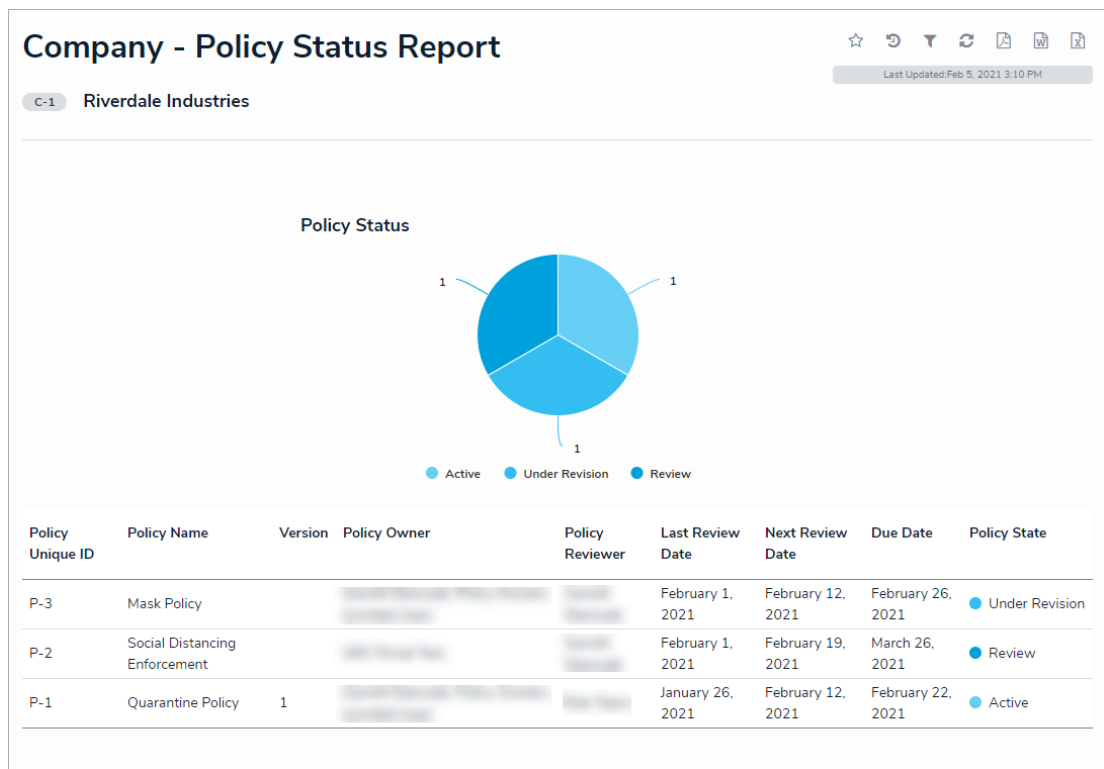 Company - Policy Status Report
Last Updated:Feb 5, 2021 3:10 PM
C-1 Riverdale Industries
Policy Status
1 1
1
Active Under Revision Review
Policy Policy Name Version Policy Owner Policy Last Review Next Review Due Date Policy State
Unique ID Reviewer Date Date
P-3 Mask Policy February 1, February 12, February 26, Under Revision
2021 2021 2021
P-2 Social Distancing February 1, February 19, March 26, Review
Enforcement 2021 2021 2021
P-1 Quarantine Policy 1 January 26, February 12, February 22, Active
2021 2021 2021